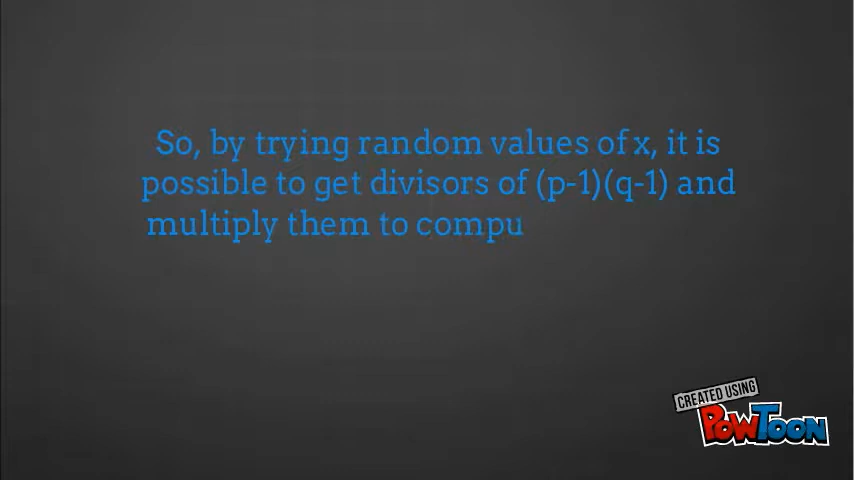 So, by trying random values of x, it is
possible to get divisors of (p-1)(q-1) and
multiply them to compu
CREATED USING
POWTOON